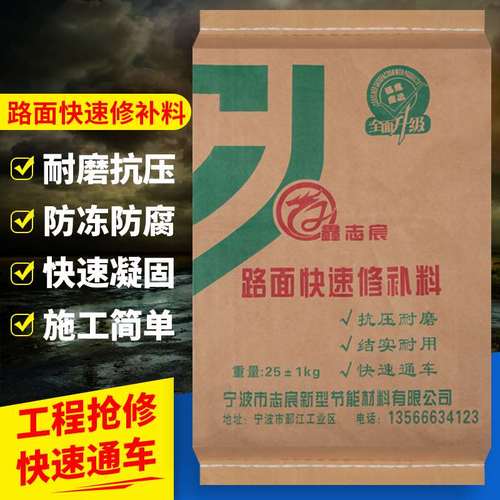 路面快速修补料
耐磨抗压
防冻防腐
快速凝固
施工简单
工程抢修
快速通车
全面升级
鑫志宸
路面快速修补料
抗压耐磨
结实耐用
快速通车
重量:25±1kg
宁波市志宸新型节能材料有限公司
地址:宁波市鄞江工业区 电话:13566634123